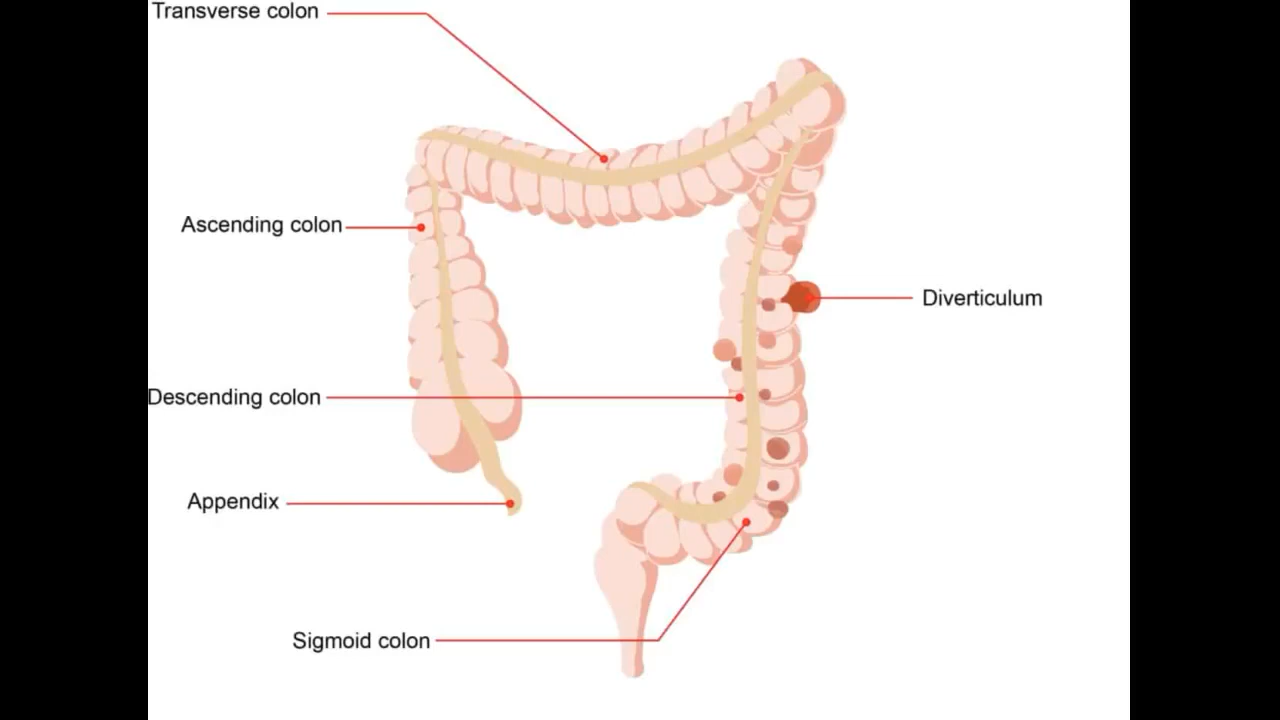 Transverse colon
Ascending colon
Diverticulum
Descending colon
Appendix
Sigmoid colon